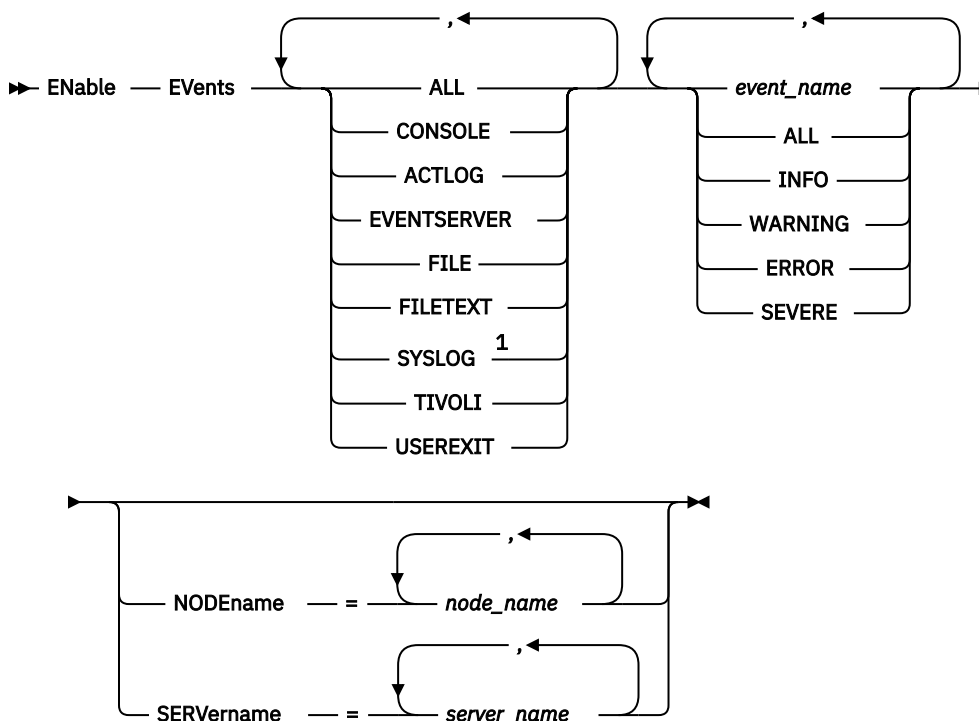 , ,
ENable EVents ALL event_name
CONSOLE ALL
ACTLOG INFO
EVENTSERVER WARNING
FILE ERROR
FILETEXT SEVERE
SYSLOG 1
TIVOLI
USEREXIT
,
NODEname = node_name
,
SERVername = server_name